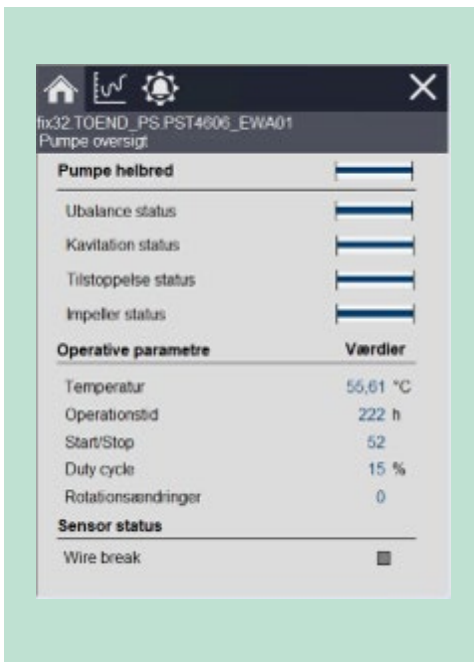 fix32.TOEND_PS.PST4606_EWA01
Pumpe oversigt
Pumpe helbred
Ubalance status
Kavitation status
Tilstoppelse status
Impeller status
Operative parametre Værdier
Temperatur 55,61 °C
Operationstid 222 h
Start/Stop 52
Duty cycle 15 %
Rotationsændringer 0
Sensor status
Wire break